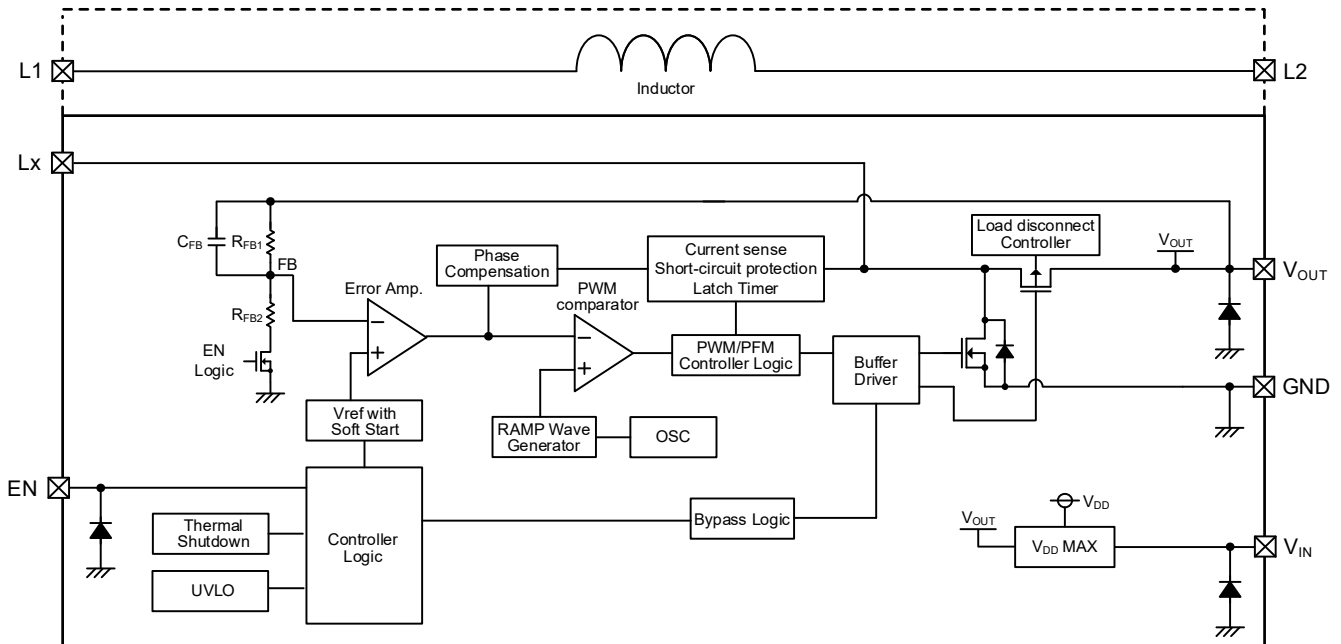 L1
L2
Inductor
Lx
CFB
RFB1
FB
RFB2
EN
Logic
Error Amp.
Phase
Compensation
PWM
comparator
Current sense
Short-circuit protection
Latch Timer
Load disconnect
Controller
VOUT
VOUT
PWM/PFM
Controller Logic
Buffer
Driver
GND
Vref with
Soft Start
RAMP Wave
Generator
OSC
EN
Thermal
Shutdown
UVLO
Controller
Logic
Bypass Logic
VDD
VOUT
VDD MAX
VIN